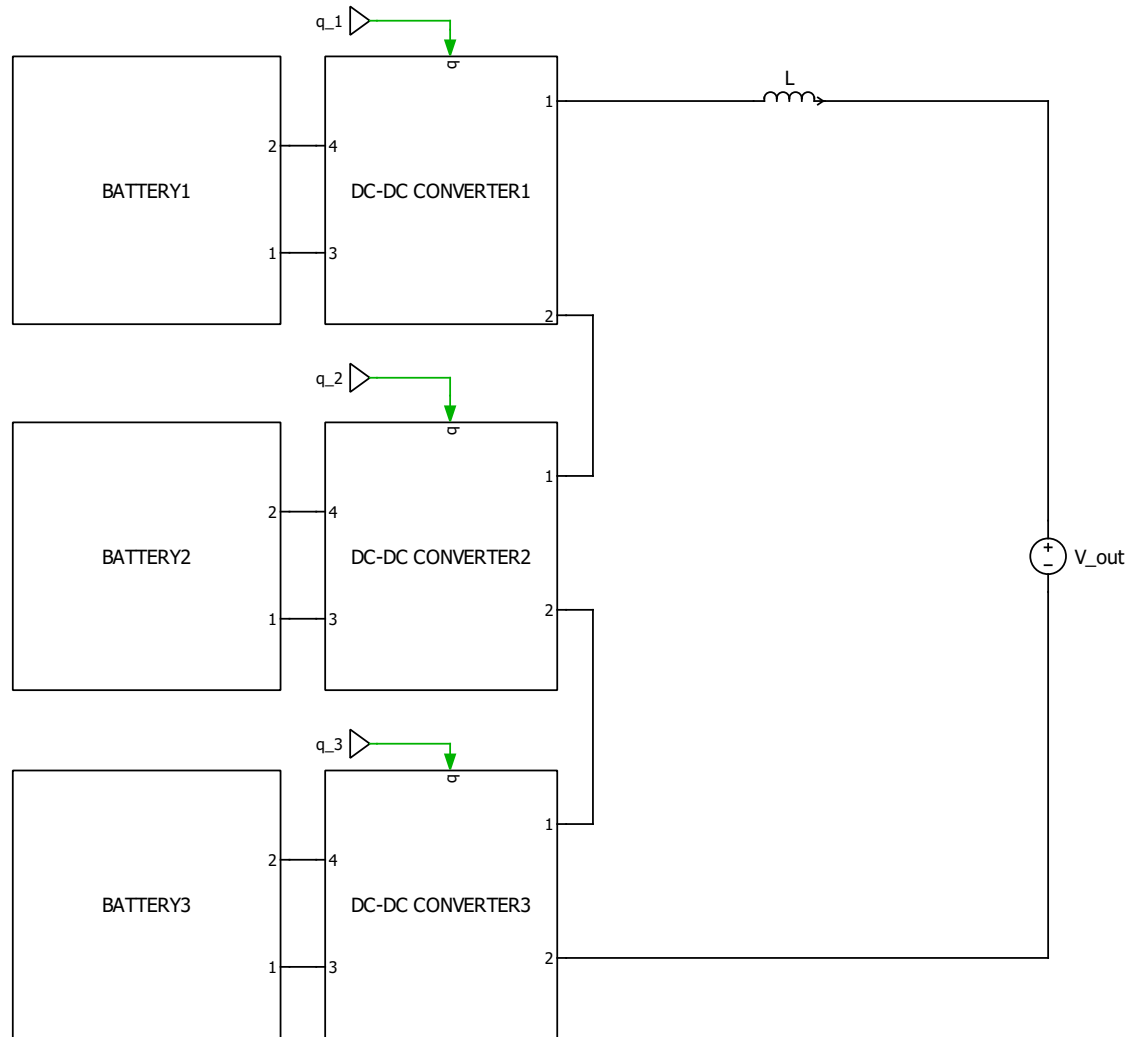 q_1
q
1
L
2
4
BATTERY1
DC-DC CONVERTER1
1
3
2
q_2
q
1
2
4
BATTERY2
DC-DC CONVERTER2
V_out
2
1
3
q_3
q
1
2
4
BATTERY3
DC-DC CONVERTER3
2
1
3